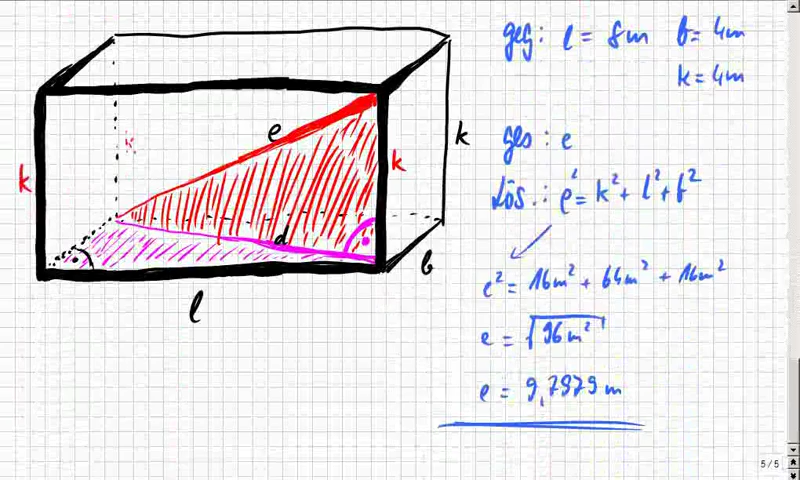 geg: l = 8m b = 4m
k = 4m
ges: e
Lös.: e² = k² + l² + b²
e² = 16m² + 64m² + 16m²
e = √96m²
e = 9,7979 m
e
k
k
k
k
d
b
l
5/5